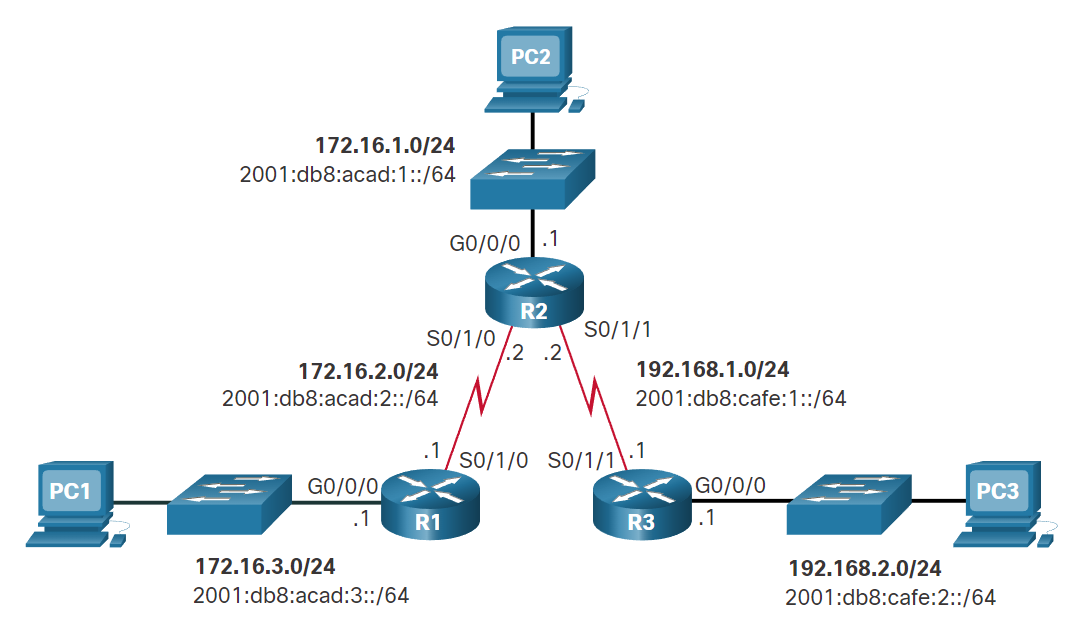 PC2
172.16.1.0/24
2001:db8:acad:1::/64
G0/0/0
.1
R2
S0/1/0
.2
.2
S0/1/1
172.16.2.0/24
2001:db8:acad:2::/64
192.168.1.0/24
2001:db8:cafe:1::/64
.1
S0/1/0
S0/1/1
.1
PC1
G0/0/0
.1
R1
R3
G0/0/0
.1
PC3
172.16.3.0/24
2001:db8:acad:3::/64
192.168.2.0/24
2001:db8:cafe:2::/64